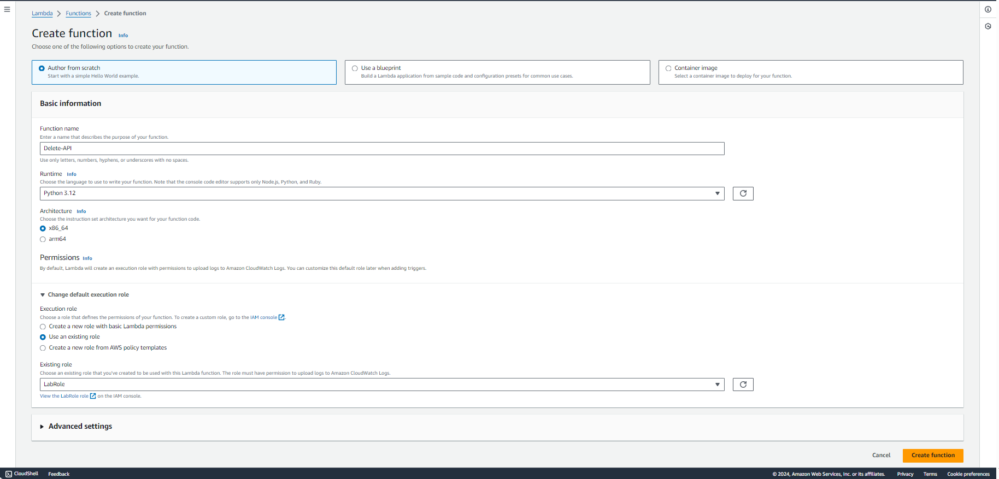 Lambda > Functions > Create function
Create function Info
Choose one of the following options to create your function.
Author from scratch
Start with a simple Hello World example.
Use a blueprint
Build a Lambda application from sample code and configuration presets for common use cases.
Container image
Select a container image to deploy for your function.
Basic information
Function name
Enter a name that describes the purpose of your function.
Delete-API
Use only letters, numbers, hyphens, or underscores with no spaces.
Runtime Info
Choose the language to use to write your function. Note that the console code editor supports only Node.js, Python, and Ruby.
Python 3.12
Architecture Info
Choose the instruction set architecture you want for your function code.
x86_64
arm64
Permissions Info
By default, Lambda will create an execution role with permissions to upload logs to Amazon CloudWatch Logs. You can customize this default role later when adding triggers.
Change default execution role
Execution role
Choose a role that defines the permissions of your function. To create a custom role, go to the IAM console.
Create a new role with basic Lambda permissions
Use an existing role
Create a new role from AWS policy templates
Existing role
Choose an existing role that you've created to be used with this Lambda function. The role must have permission to upload logs to Amazon CloudWatch Logs.
LabRole
View the LabRole role on the IAM console.
Advanced settings
Cancel Create function
CloudShell Feedback © 2024, Amazon Web Services, Inc. or its affiliates. Privacy Terms Cookie preferences